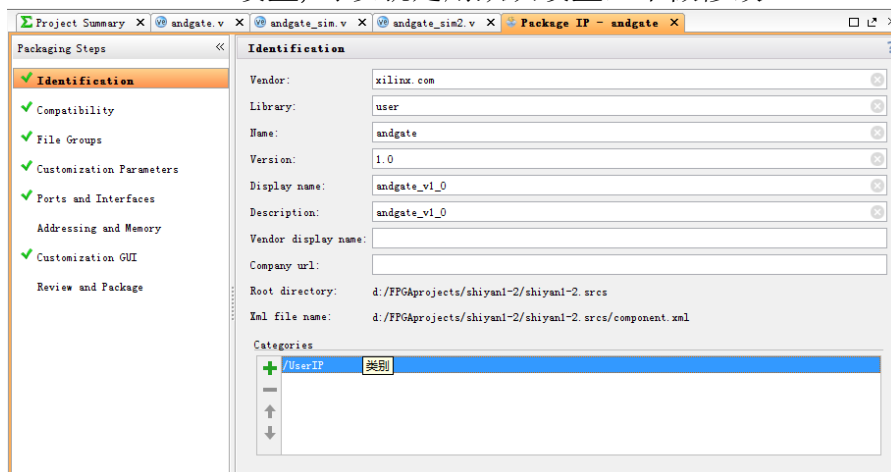 Σ Project Summary × andgate.v × andgate_sim.v × andgate_sim2.v × Package IP - andgate ×
Packaging Steps «
Identification
Compatibility
File Groups
Customization Parameters
Ports and Interfaces
Addressing and Memory
Customization GUI
Review and Package
Identification
Vendor: xilinx.com
Library: user
Name: andgate
Version: 1.0
Display name: andgate_v1_0
Description: andgate_v1_0
Vendor display name:
Company url:
Root directory: d:/FPGAprojects/shiyan1-2/shiyan1-2.srcs
Xml file name: d:/FPGAprojects/shiyan1-2/shiyan1-2.srcs/component.xml
Categories
/UserIP 类别